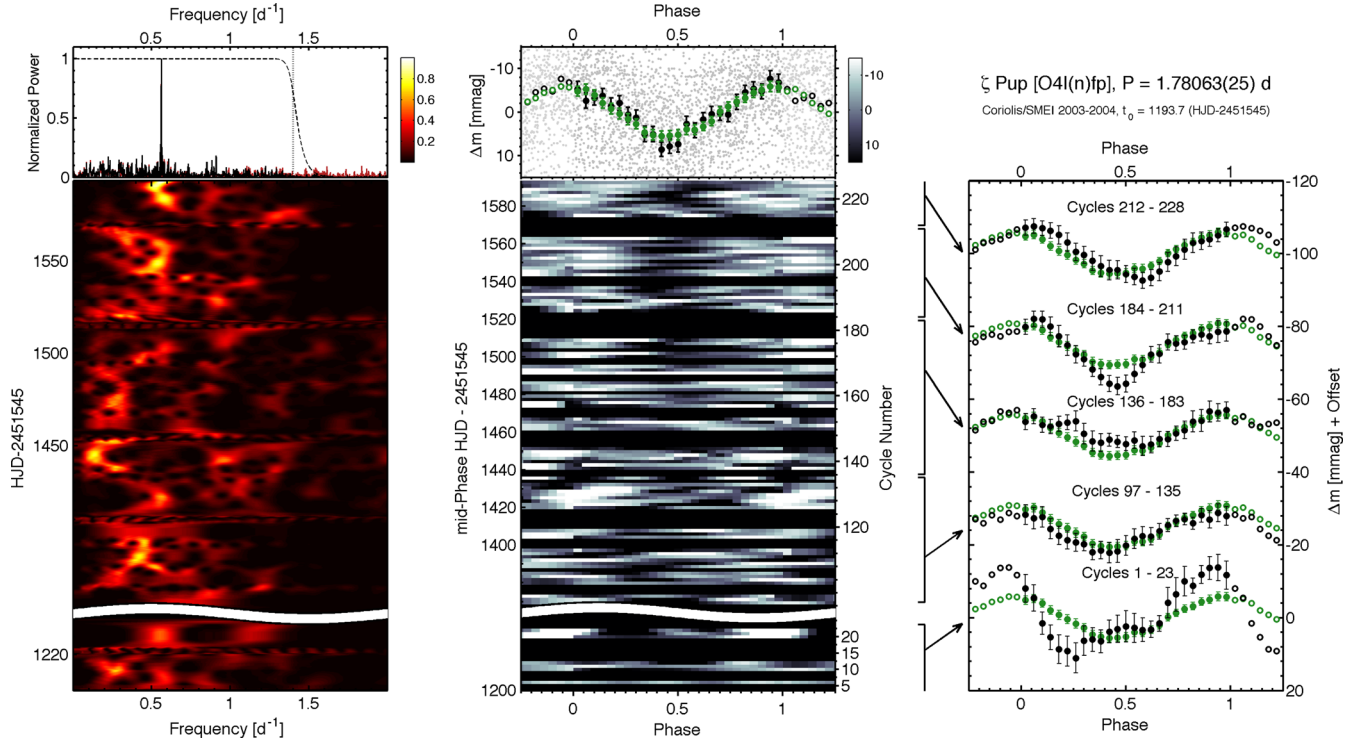 Frequency [d⁻¹]
0.5 1 1.5
Normalized Power
1
0.5
0
0.8
0.6
0.4
0.2
HJD-2451545
1550
1500
1450
1220
0.5 1 1.5
Frequency [d⁻¹]
Phase
0 0.5 1
Δm [mmag]
-10
0
10
-10
0
10
mid-Phase HJD - 2451545
1580
1560
1540
1520
1500
1480
1460
1440
1420
1400
1200
Cycle Number
220
200
180
160
140
120
20
15
10
5
0 0.5 1
Phase
ζ Pup [O4I(n)fp], P = 1.78063(25) d
Coriolis/SMEI 2003-2004, t₀ = 1193.7 (HJD-2451545)
Phase
0 0.5 1
Cycles 212 - 228
Cycles 184 - 211
Cycles 136 - 183
Cycles 97 - 135
Cycles 1 - 23
-120
-100
-80
-60
-40
-20
0
20
Δm [mmag] + Offset
0 0.5 1
Phase